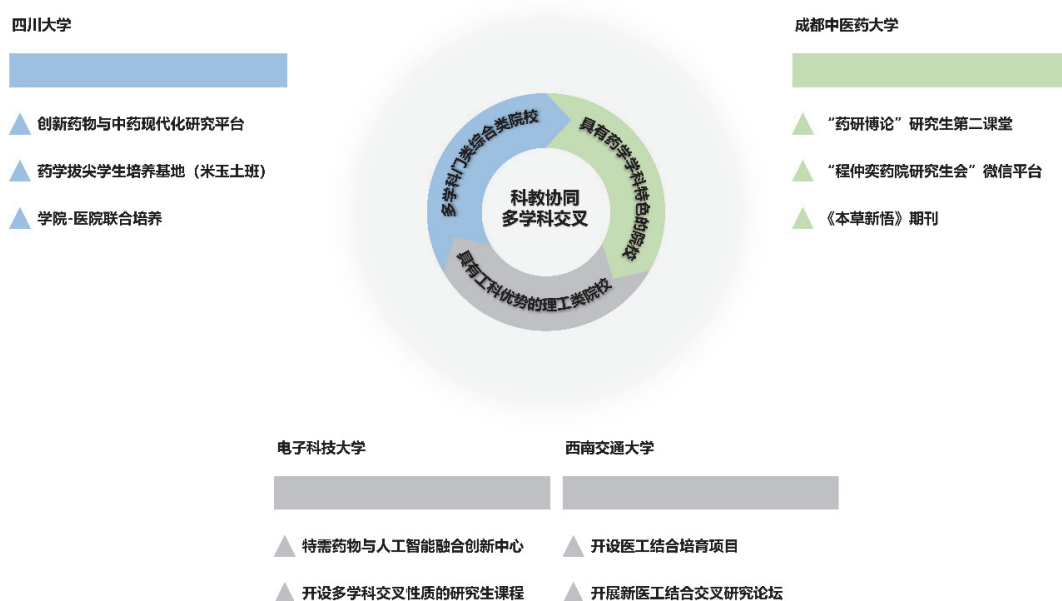 四川大学
创新药物与中药现代化研究平台
药学拔尖学生培养基地（米玉士班）
学院-医院联合培养
成都中医药大学
“药研博论”研究生第二课堂
“程仲奕药院研究生会”微信平台
《本草新悟》期刊
多学科门类综合类院校
具有药学学科特色的院校
具有工科优势的理工类院校
科教协同
多学科交叉
电子科技大学
特需药物与人工智能融合创新中心
开设多学科交叉性质的研究生课程
西南交通大学
开设医工结合培育项目
开展新医工结合交叉研究论坛